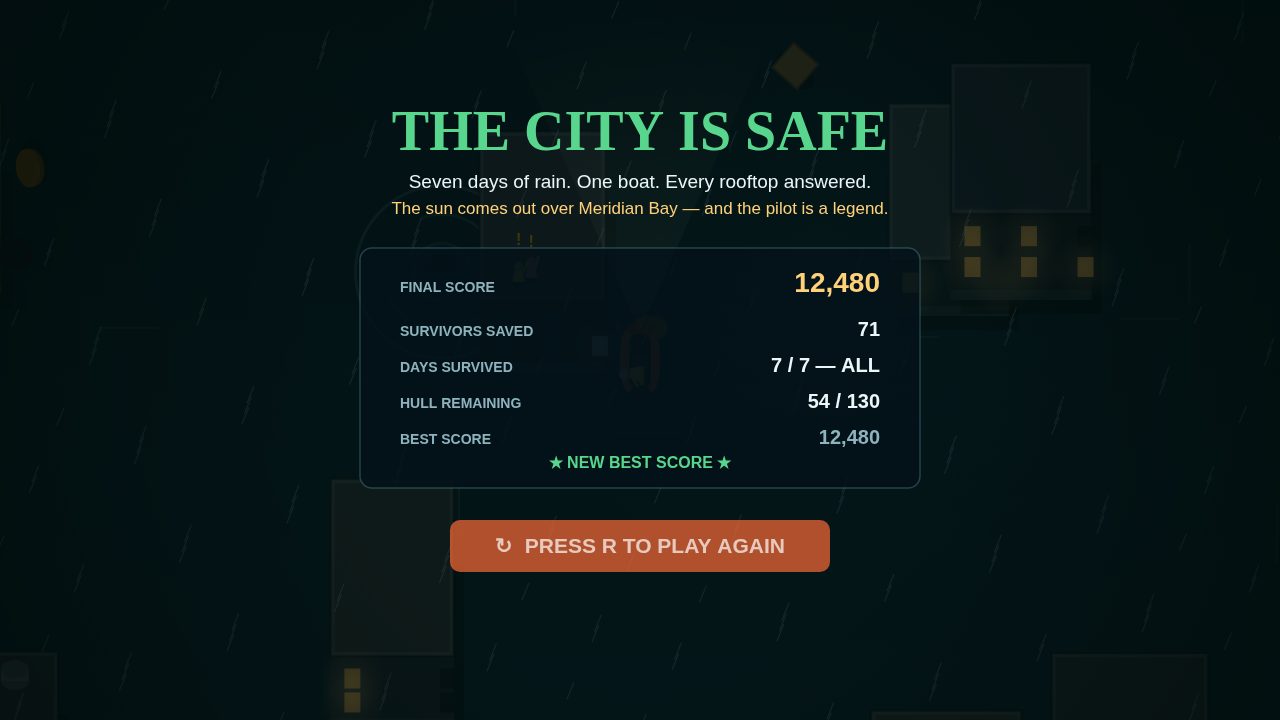 THE CITY IS SAFE
Seven days of rain. One boat. Every rooftop answered.
The sun comes out over Meridian Bay — and the pilot is a legend.
! !
FINAL SCORE 12,480
SURVIVORS SAVED 71
DAYS SURVIVED 7 / 7 — ALL
HULL REMAINING 54 / 130
BEST SCORE 12,480
★ NEW BEST SCORE ★
↻ PRESS R TO PLAY AGAIN